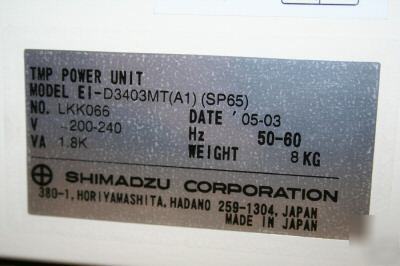 TMP POWER UNIT
MODEL EI-D3403MT(A1) (SP65)
NO. LKK066 DATE '05-03
V ~200-240 Hz 50-60
VA 1.8K WEIGHT 8KG
SHIMADZU CORPORATION
380-1, HORIYAMASHITA, HADANO 259-1304, JAPAN
MADE IN JAPAN